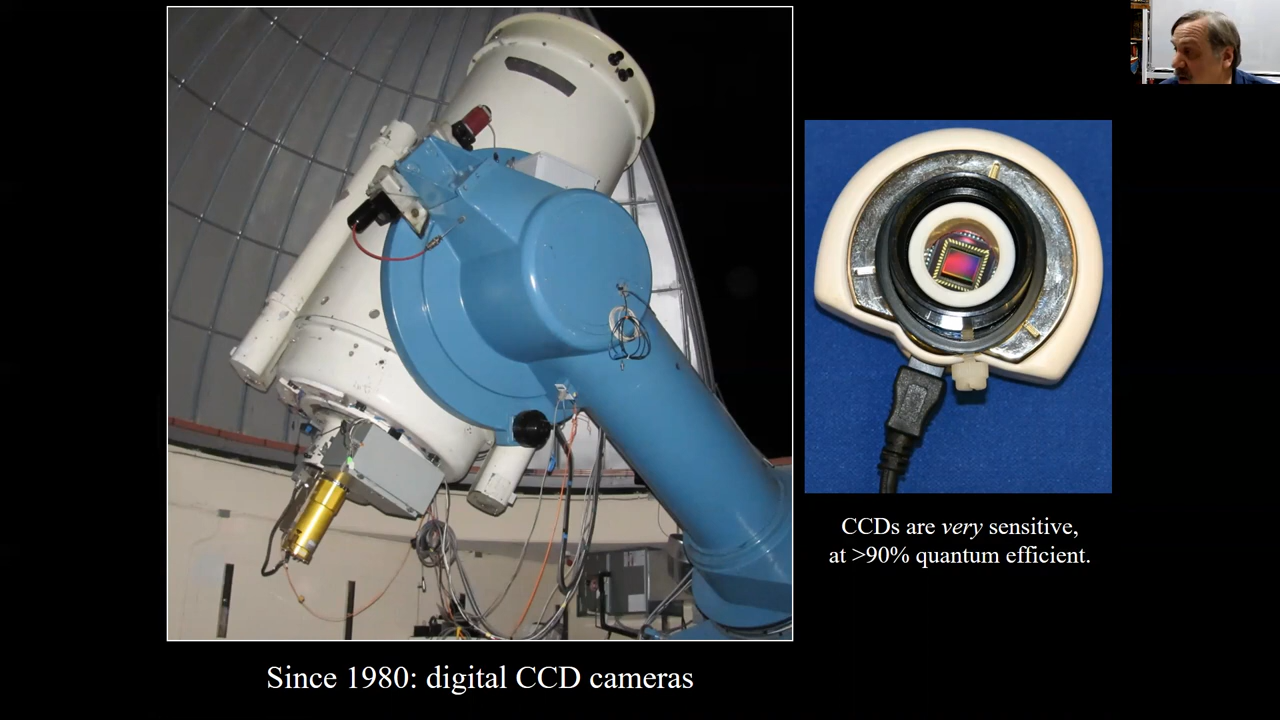 CCDs are very sensitive,
at >90% quantum efficient.
Since 1980: digital CCD cameras